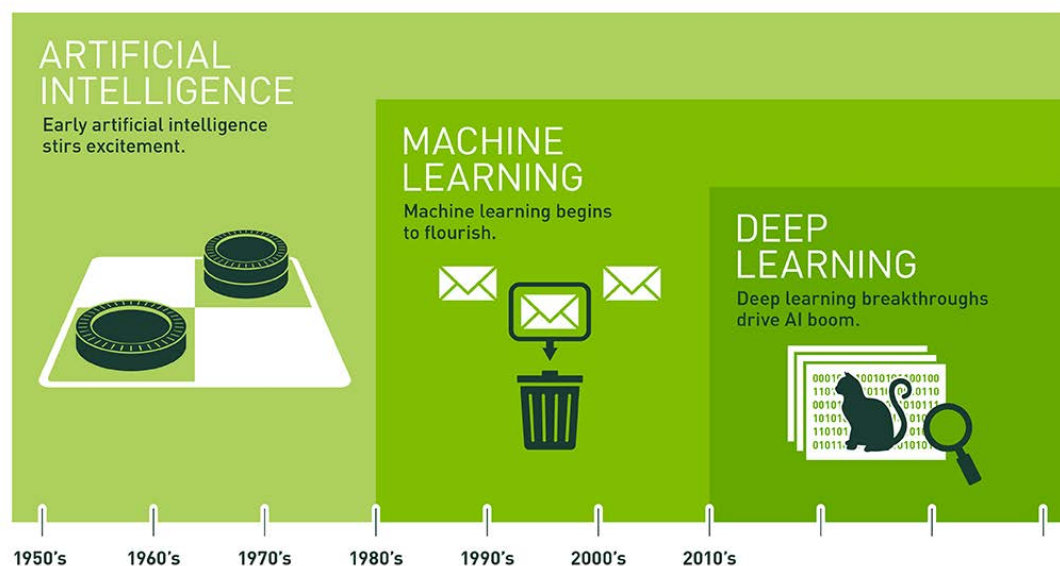 ARTIFICIAL
INTELLIGENCE
Early artificial intelligence
stirs excitement.
MACHINE
LEARNING
Machine learning begins
to flourish.
DEEP
LEARNING
Deep learning breakthroughs
drive AI boom.
1950's 1960's 1970's 1980's 1990's 2000's 2010's